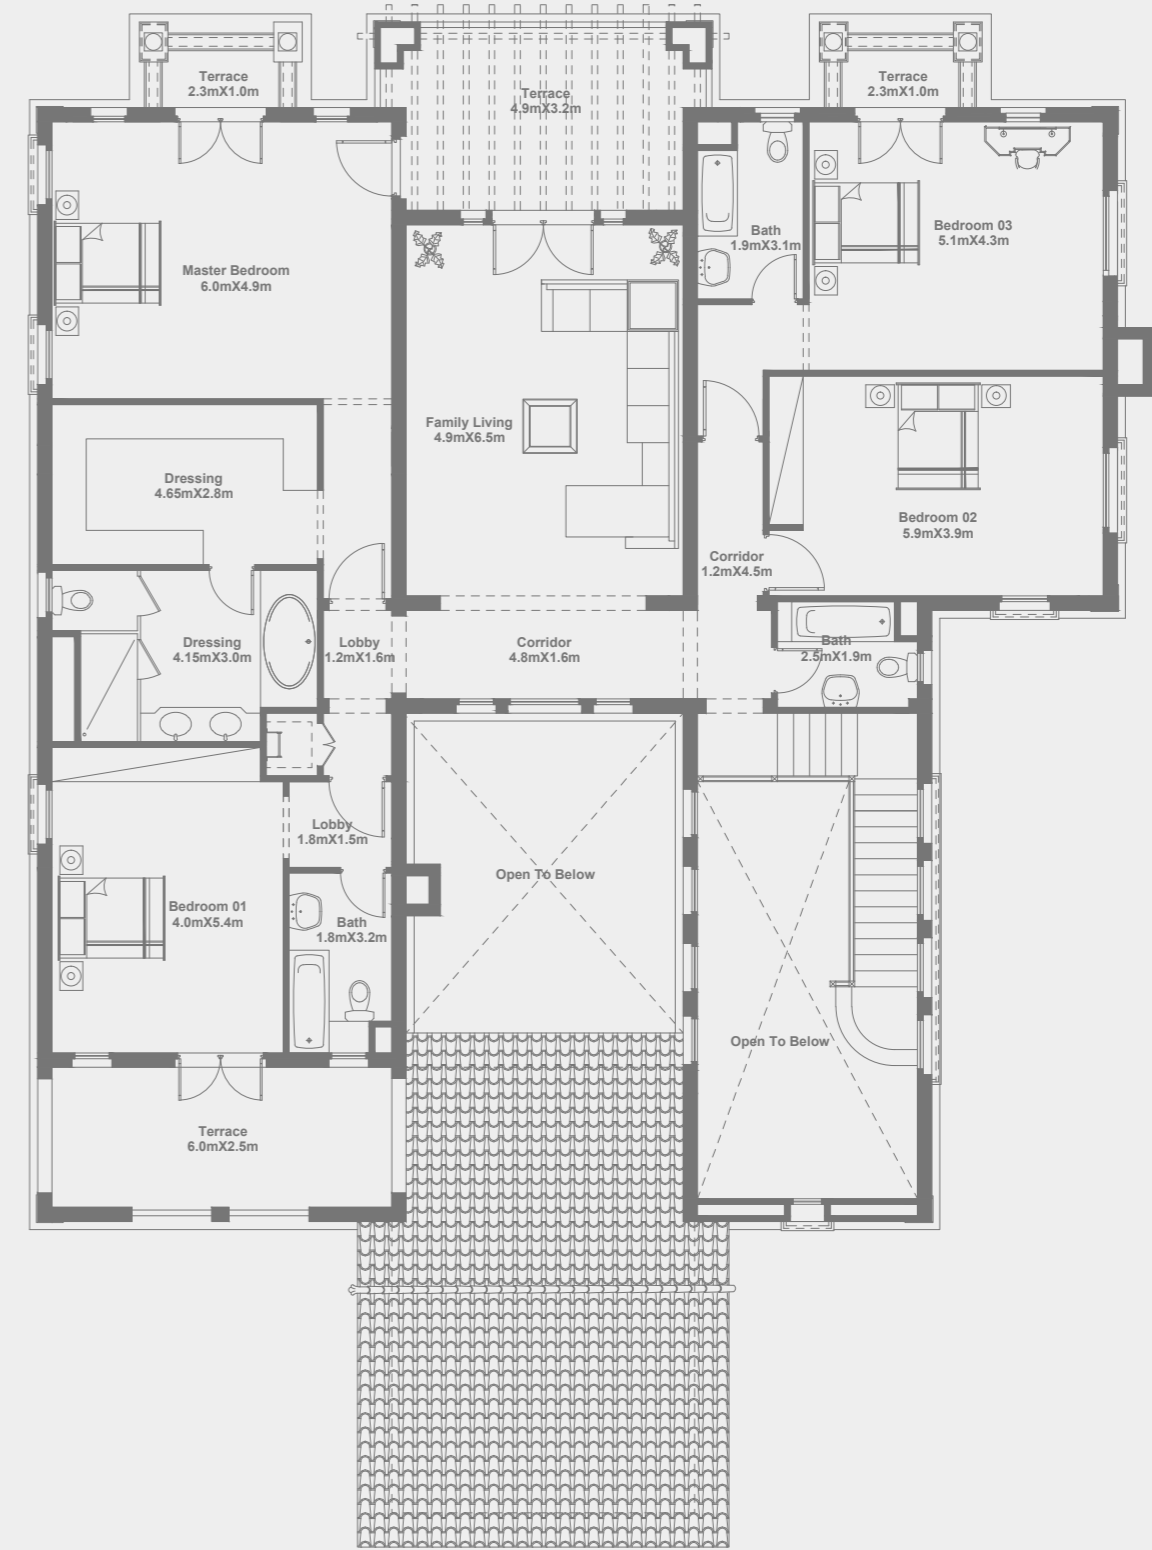 Terrace
2.3mX1.0m
Terrace
4.9mX3.2m
Terrace
2.3mX1.0m
Bath
1.9mX3.1m
Bedroom 03
5.1mX4.3m
Master Bedroom
6.0mX4.9m
Family Living
4.9mX6.5m
Dressing
4.65mX2.8m
Bedroom 02
5.9mX3.9m
Corridor
1.2mX4.5m
Dressing
4.15mX3.0m
Lobby
1.2mX1.6m
Corridor
4.8mX1.6m
Bath
2.5mX1.9m
Lobby
1.8mX1.5m
Open To Below
Bedroom 01
4.0mX5.4m
Bath
1.8mX3.2m
Open To Below
Terrace
6.0mX2.5m